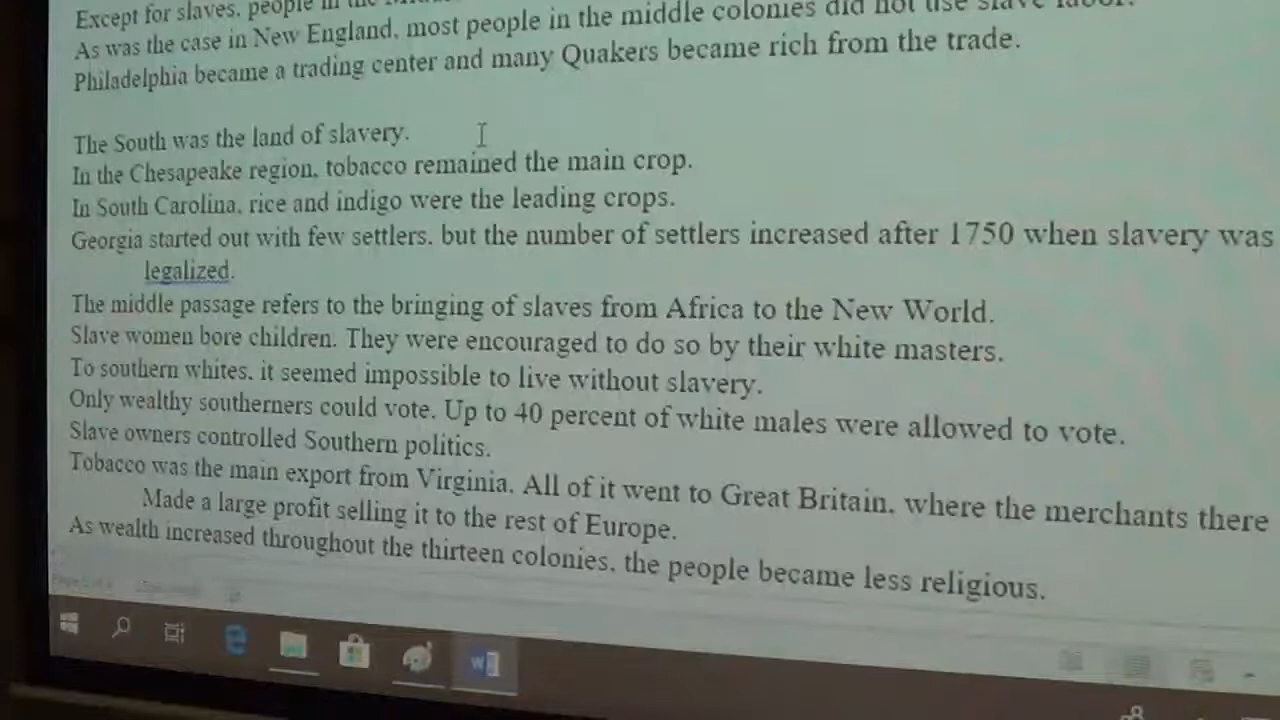 Except for slaves, people in the
As was the case in New England, most people in the middle colonies did not use slave labor.
Philadelphia became a trading center and many Quakers became rich from the trade.
The South was the land of slavery.
In the Chesapeake region, tobacco remained the main crop.
In South Carolina, rice and indigo were the leading crops.
Georgia started out with few settlers, but the number of settlers increased after 1750 when slavery was
legalized.
The middle passage refers to the bringing of slaves from Africa to the New World.
Slave women bore children. They were encouraged to do so by their white masters.
To southern whites, it seemed impossible to live without slavery.
Only wealthy southerners could vote. Up to 40 percent of white males were allowed to vote.
Slave owners controlled Southern politics.
Tobacco was the main export from Virginia. All of it went to Great Britain, where the merchants there
Made a large profit selling it to the rest of Europe.
As wealth increased throughout the thirteen colonies, the people became less religious.